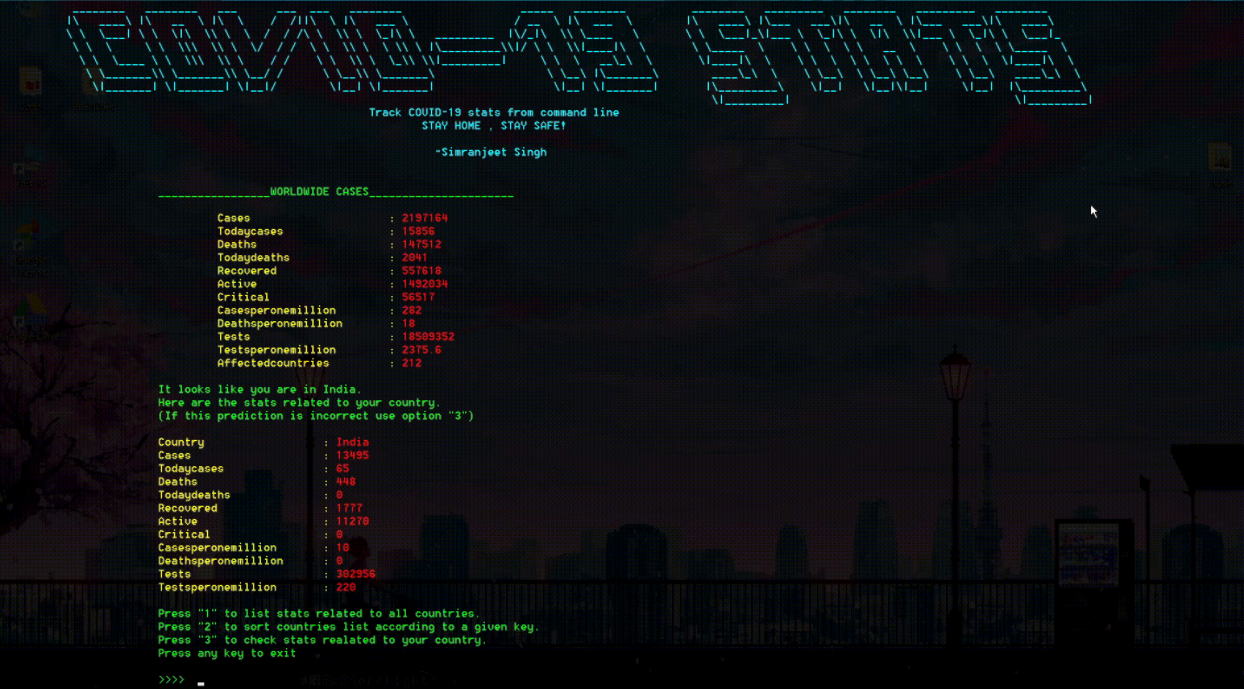 COVID-19 STATS
Track COVID-19 stats from command line
STAY HOME , STAY SAFE!
-Simranjeet Singh
_________________WORLDWIDE CASES______________________
Cases : 2197164
Todaycases : 15856
Deaths : 147512
Todaydeaths : 2041
Recovered : 557618
Active : 1492034
Critical : 56517
Casesperonemillion : 282
Deathsperonemillion : 18
Tests : 18509352
Testsperonemillion : 2375.6
Affectedcountries : 212
It looks like you are in India.
Here are the stats related to your country.
(If this prediction is incorrect use option "3")
Country : India
Cases : 13495
Todaycases : 65
Deaths : 448
Todaydeaths : 0
Recovered : 1777
Active : 11270
Critical : 0
Casesperonemillion : 10
Deathsperonemillion : 0
Tests : 302956
Testsperonemillion : 220
Press "1" to list stats related to all countries.
Press "2" to sort countries list according to a given key.
Press "3" to check stats realated to your country.
Press any key to exit
>>>> _